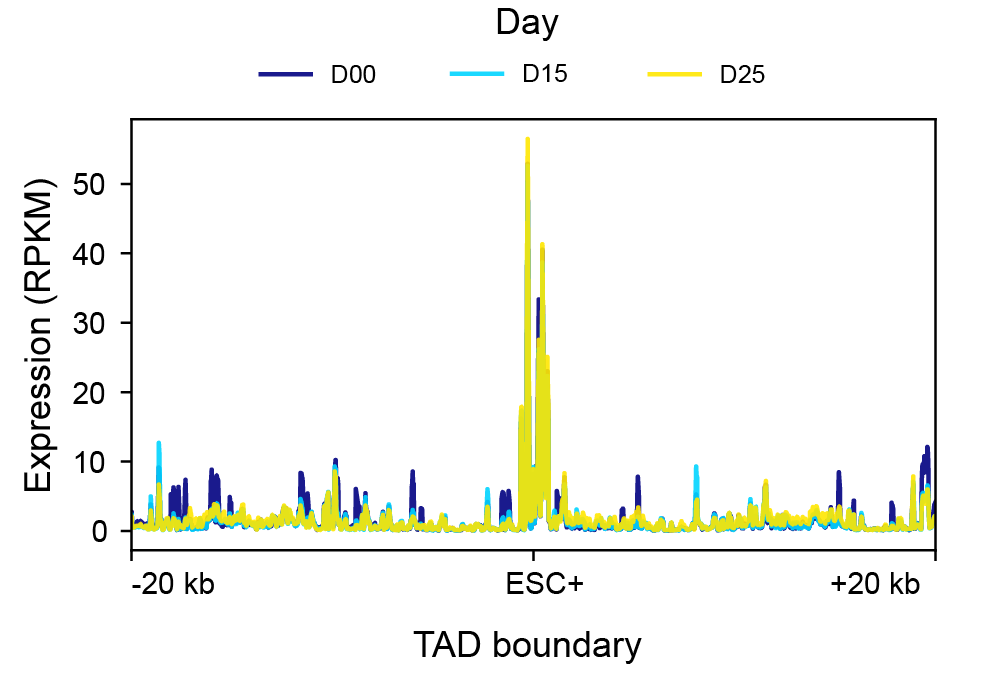 Day
D00 D15 D25
Expression (RPKM)
50
40
30
20
10
0
-20 kb ESC+ +20 kb
TAD boundary